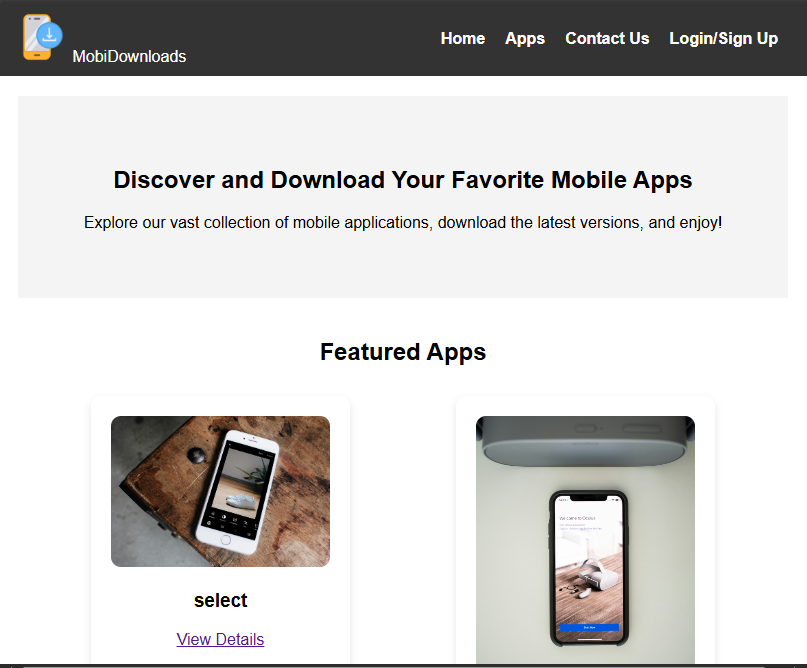 MobiDownloads
Home Apps Contact Us Login/Sign Up
Discover and Download Your Favorite Mobile Apps
Explore our vast collection of mobile applications, download the latest versions, and enjoy!
Featured Apps
select
View Details